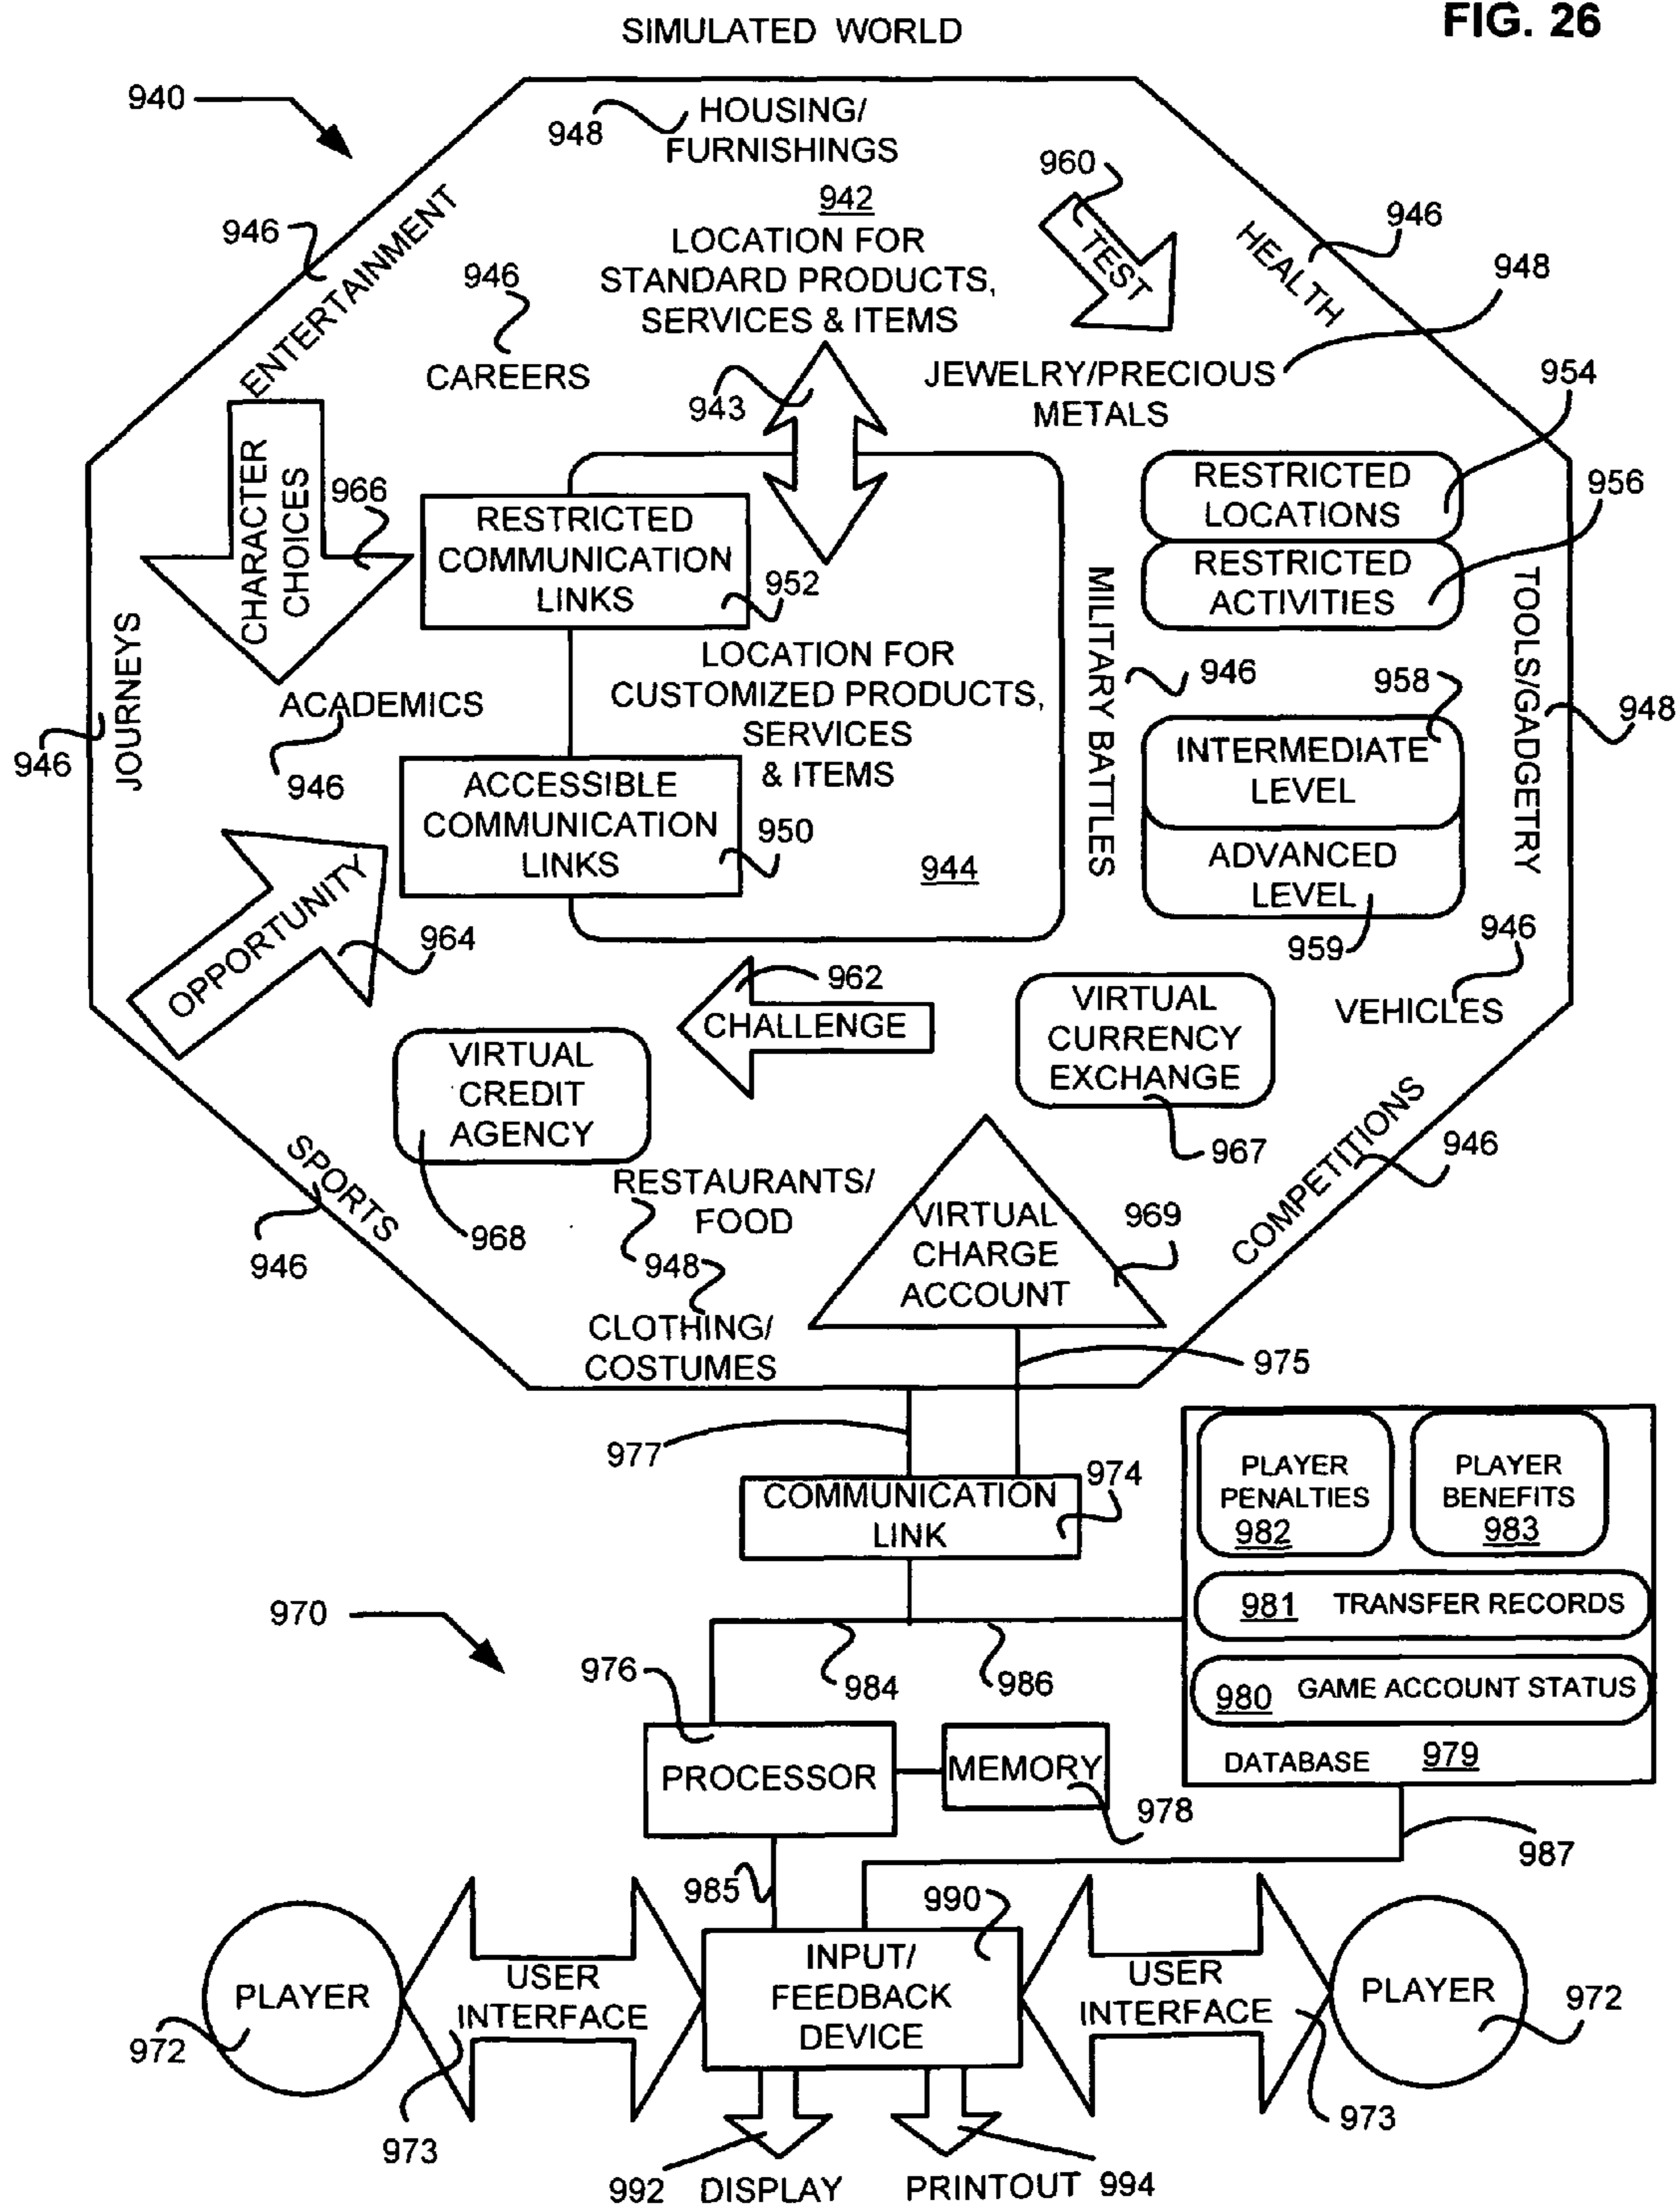 FIG. 26
SIMULATED WORLD
940
948
HOUSING/
FURNISHINGS
960
TEST
946
ENTERTAINMENT
942
LOCATION FOR
STANDARD PRODUCTS,
SERVICES & ITEMS
946
HEALTH
948
946
CAREERS
943
JEWELRY/PRECIOUS
METALS
954
RESTRICTED
LOCATIONS
956
RESTRICTED
ACTIVITIES
CHARACTER
CHOICES
966
RESTRICTED
COMMUNICATION
LINKS
952
LOCATION FOR
CUSTOMIZED PRODUCTS,
SERVICES
& ITEMS
MILITARY BATTLES
946
TOOLS/GADGETRY
948
JOURNEYS
946
ACADEMICS
946
958
INTERMEDIATE
LEVEL
ADVANCED
LEVEL
959
ACCESSIBLE
COMMUNICATION
LINKS
950
944
OPPORTUNITY
964
962
CHALLENGE
946
VEHICLES
VIRTUAL
CURRENCY
EXCHANGE
967
VIRTUAL
CREDIT
AGENCY
968
COMPETITIONS
946
SPORTS
946
RESTAURANTS/
FOOD
948
CLOTHING/
COSTUMES
VIRTUAL
CHARGE
ACCOUNT
969
975
977
COMMUNICATION
LINK
974
PLAYER
PENALTIES
982
PLAYER
BENEFITS
983
981 TRANSFER RECORDS
980 GAME ACCOUNT STATUS
DATABASE 979
970
984
986
976
PROCESSOR
MEMORY
978
987
985
990
PLAYER
972
USER
INTERFACE
973
INPUT/
FEEDBACK
DEVICE
USER
INTERFACE
973
PLAYER
972
992 DISPLAY
PRINTOUT 994